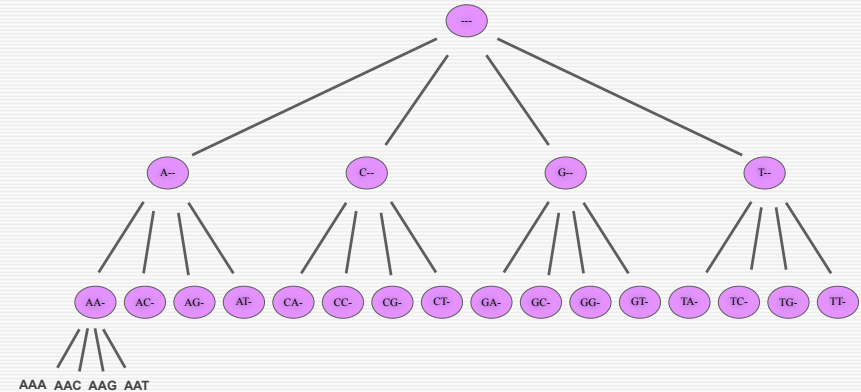 ---
A-- C-- G-- T--
AA- AC- AG- AT- CA- CC- CG- CT- GA- GC- GG- GT- TA- TC- TG- TT-
AAA AAC AAG AAT